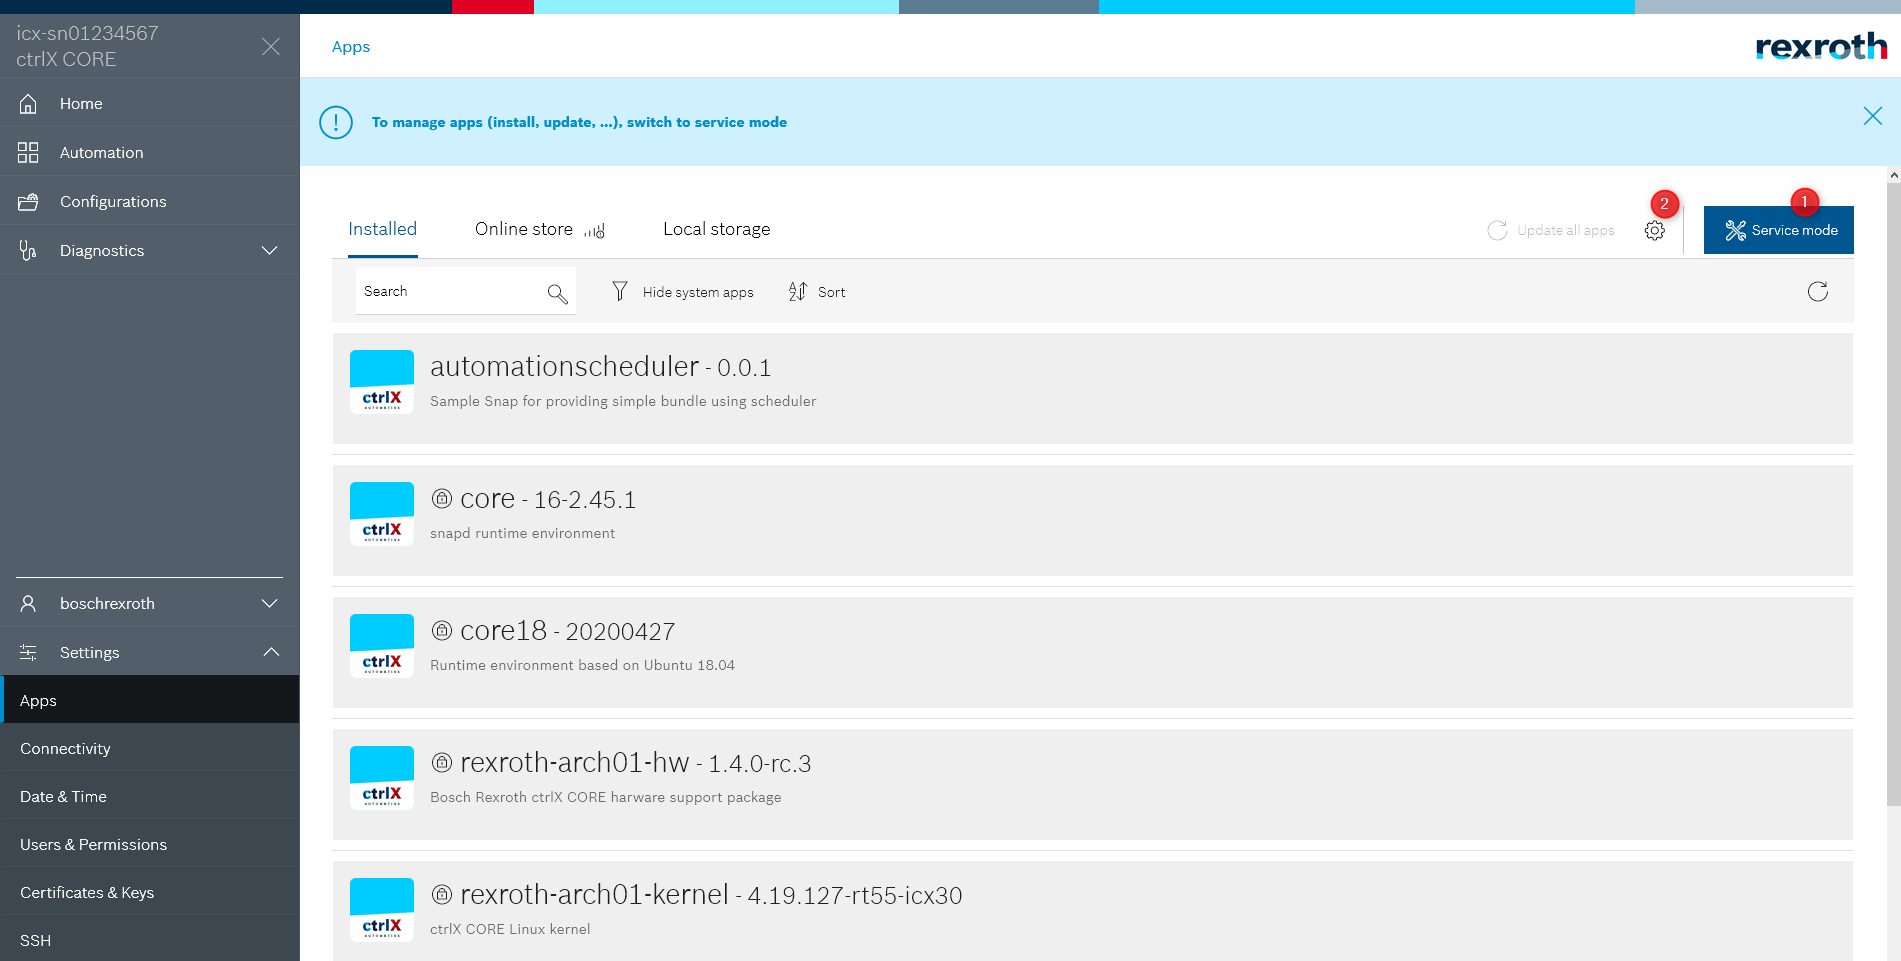 icx-sn01234567
ctrlX CORE
Home
Automation
Configurations
Diagnostics
boschrexroth
Settings
Apps
Connectivity
Date & Time
Users & Permissions
Certificates & Keys
SSH
Apps
rexroth
To manage apps (install, update, ...), switch to service mode
Installed
Online store
Local storage
Update all apps
2
1
Service mode
Search
Hide system apps
Sort
automationscheduler - 0.0.1
Sample Snap for providing simple bundle using scheduler
ctrlX
AUTOMATION
core - 16-2.45.1
snapd runtime environment
ctrlX
AUTOMATION
core18 - 20200427
Runtime environment based on Ubuntu 18.04
ctrlX
AUTOMATION
rexroth-arch01-hw - 1.4.0-rc.3
Bosch Rexroth ctrlX CORE harware support package
ctrlX
AUTOMATION
rexroth-arch01-kernel - 4.19.127-rt55-icx30
ctrlX CORE Linux kernel
ctrlX
AUTOMATION